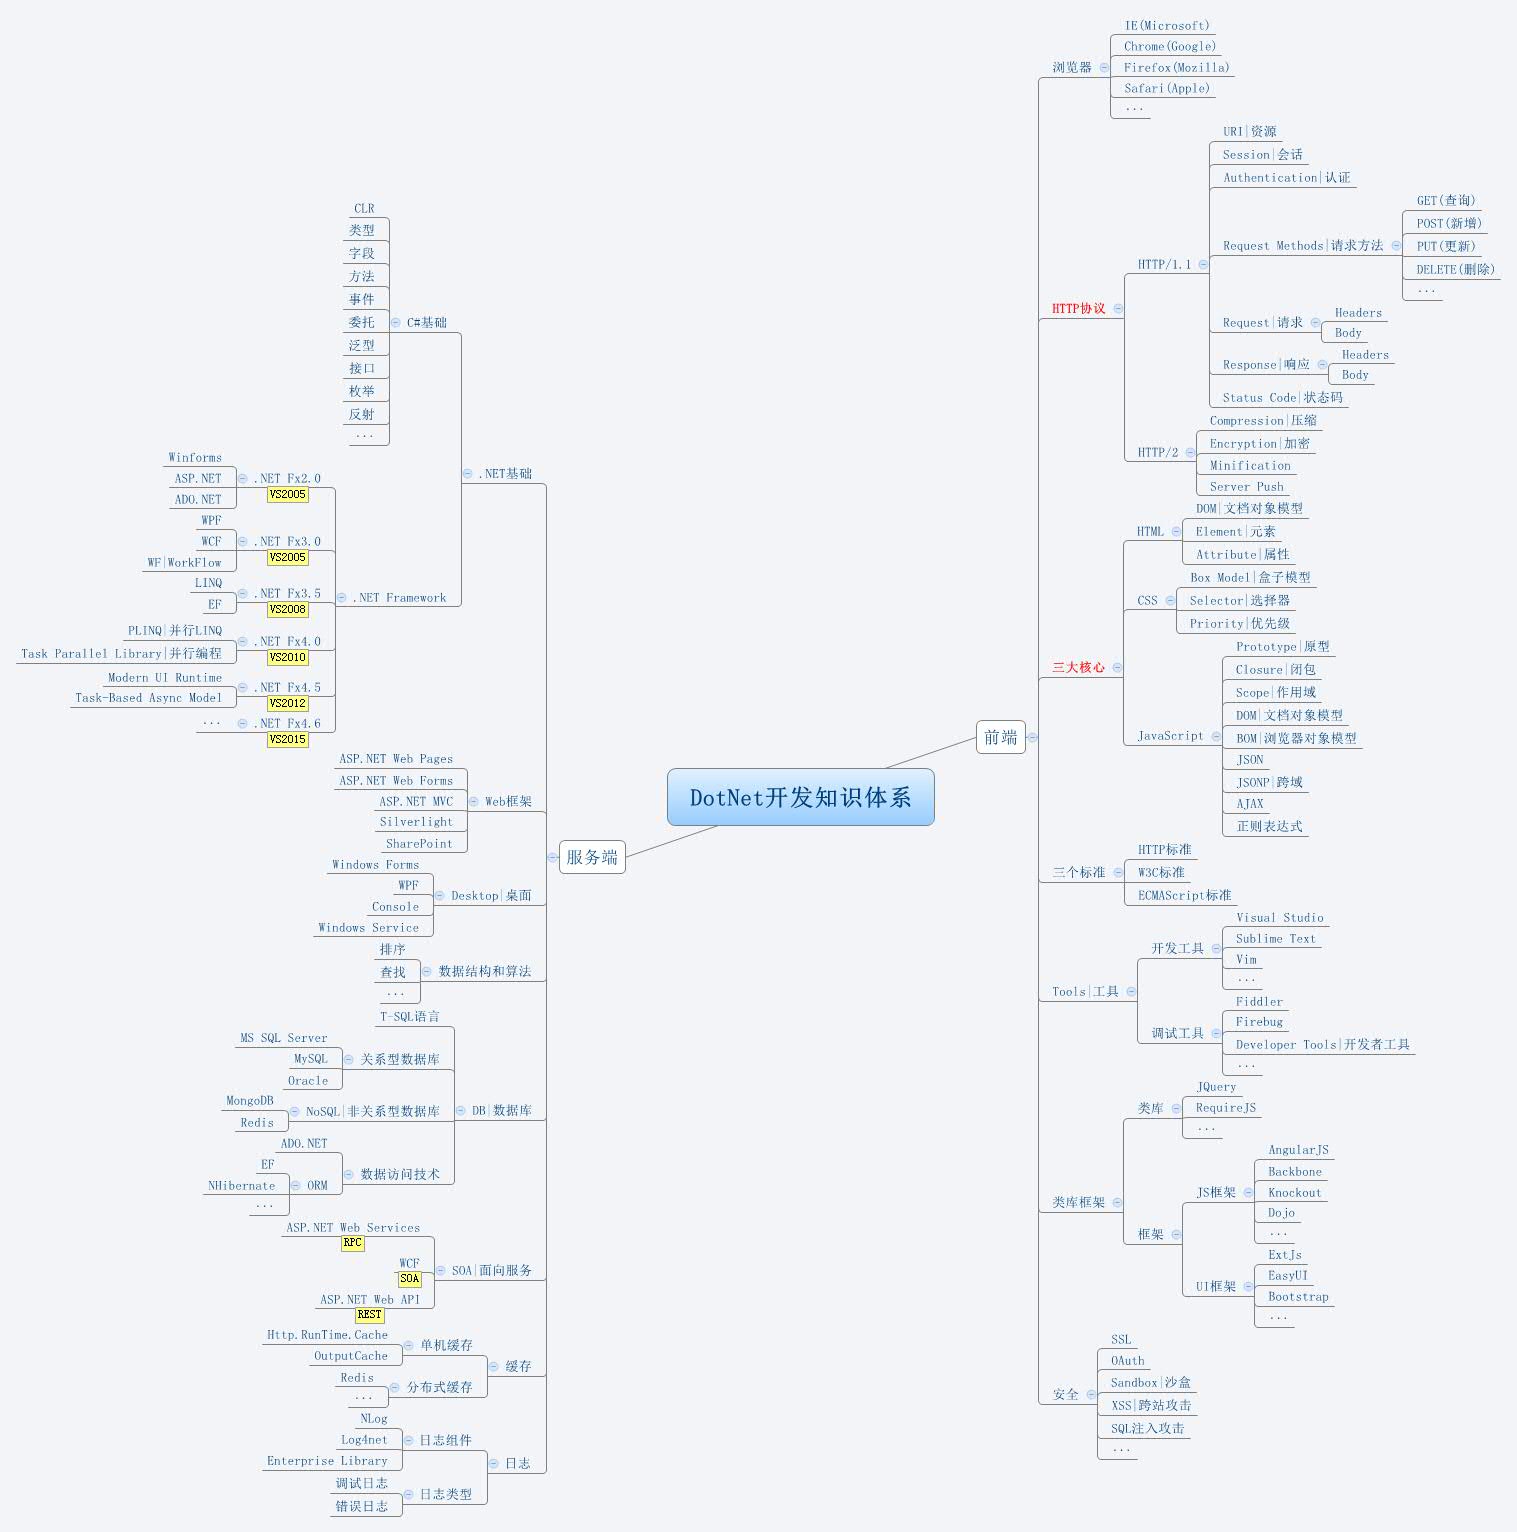 DotNet开发知识体系
前端
浏览器
IE(Microsoft)
Chrome(Google)
Firefox(Mozilla)
Safari(Apple)
...
HTTP协议
HTTP/1.1
URI|资源
Session|会话
Authentication|认证
Request Methods|请求方法
GET(查询)
POST(新增)
PUT(更新)
DELETE(删除)
...
Request|请求
Headers
Body
Response|响应
Headers
Body
Status Code|状态码
HTTP/2
Compression|压缩
Encryption|加密
Minification
Server Push
三大核心
HTML
DOM|文档对象模型
Element|元素
Attribute|属性
CSS
Box Model|盒子模型
Selector|选择器
Priority|优先级
JavaScript
Prototype|原型
Closure|闭包
Scope|作用域
DOM|文档对象模型
BOM|浏览器对象模型
JSON
JSONP|跨域
AJAX
正则表达式
三个标准
HTTP标准
W3C标准
ECMAScript标准
Tools|工具
开发工具
Visual Studio
Sublime Text
Vim
...
调试工具
Fiddler
Firebug
Developer Tools|开发者工具
...
类库框架
类库
JQuery
RequireJS
...
框架
JS框架
AngularJS
Backbone
Knockout
Dojo
...
UI框架
ExtJs
EasyUI
Bootstrap
...
安全
SSL
OAuth
Sandbox|沙盒
XSS|跨站攻击
SQL注入攻击
...
服务端
.NET基础
C#基础
CLR
类型
字段
方法
事件
委托
泛型
接口
枚举
反射
...
.NET Framework
.NET Fx2.0
VS2005
Winforms
ASP.NET
ADO.NET
.NET Fx3.0
VS2005
WPF
WCF
WF|WorkFlow
.NET Fx3.5
VS2008
LINQ
EF
.NET Fx4.0
VS2010
PLINQ|并行LINQ
Task Parallel Library|并行编程
.NET Fx4.5
VS2012
Modern UI Runtime
Task-Based Async Model
.NET Fx4.6
VS2015
...
Web框架
ASP.NET Web Pages
ASP.NET Web Forms
ASP.NET MVC
Silverlight
SharePoint
Desktop|桌面
Windows Forms
WPF
Console
Windows Service
数据结构和算法
排序
查找
...
DB|数据库
T-SQL语言
关系型数据库
MS SQL Server
MySQL
Oracle
NoSQL|非关系型数据库
MongoDB
Redis
数据访问技术
ADO.NET
ORM
EF
NHibernate
...
SOA|面向服务
ASP.NET Web Services
RPC
WCF
SOA
ASP.NET Web API
REST
缓存
单机缓存
Http.RunTime.Cache
OutputCache
分布式缓存
Redis
...
日志
日志组件
NLog
Log4net
Enterprise Library
日志类型
调试日志
错误日志